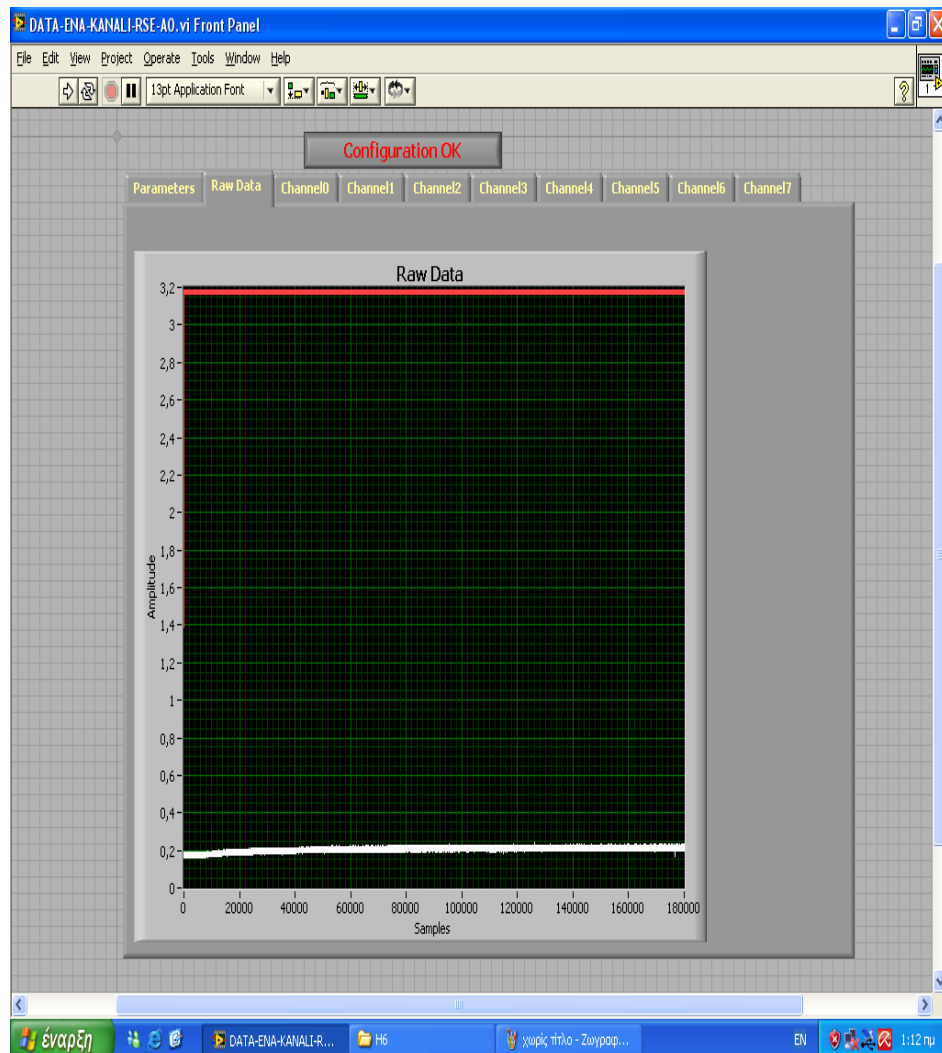 DATA-ENA-KANALI-RSE-A0.vi Front Panel
File Edit View Project Operate Tools Window Help
13pt Application Font
1
Configuration OK
Parameters Raw Data Channel0 Channel1 Channel2 Channel3 Channel4 Channel5 Channel6 Channel7
Raw Data
3,2
3
2,8
2,6
2,4
2,2
2
1,8
1,6
1,4
1,2
1
0,8
0,6
0,4
0,2
0
Amplitude
0 20000 40000 60000 80000 100000 120000 140000 160000 180000
Samples
έναρξη DATA-ENA-KANALI-R... H6 χωρίς τίτλο - Ζωγραφ... EN 1:12 πμ